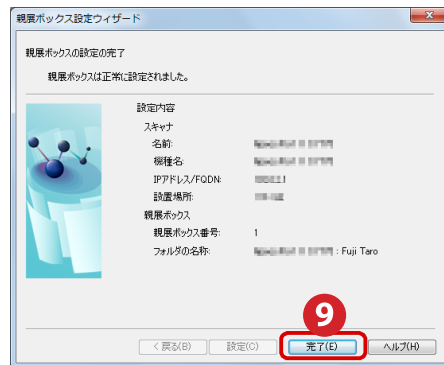 親展ボックス設定ウィザード
親展ボックスの設定の完了
親展ボックスは正常に設定されました。
設定内容
スキャナ
名前:
機種名:
IPアドレス/FQDN:
設置場所:
親展ボックス
親展ボックス番号: 1
フォルダの名称: : Fuji Taro
9
< 戻る(B) 設定(C) 完了(E) ヘルプ(H)